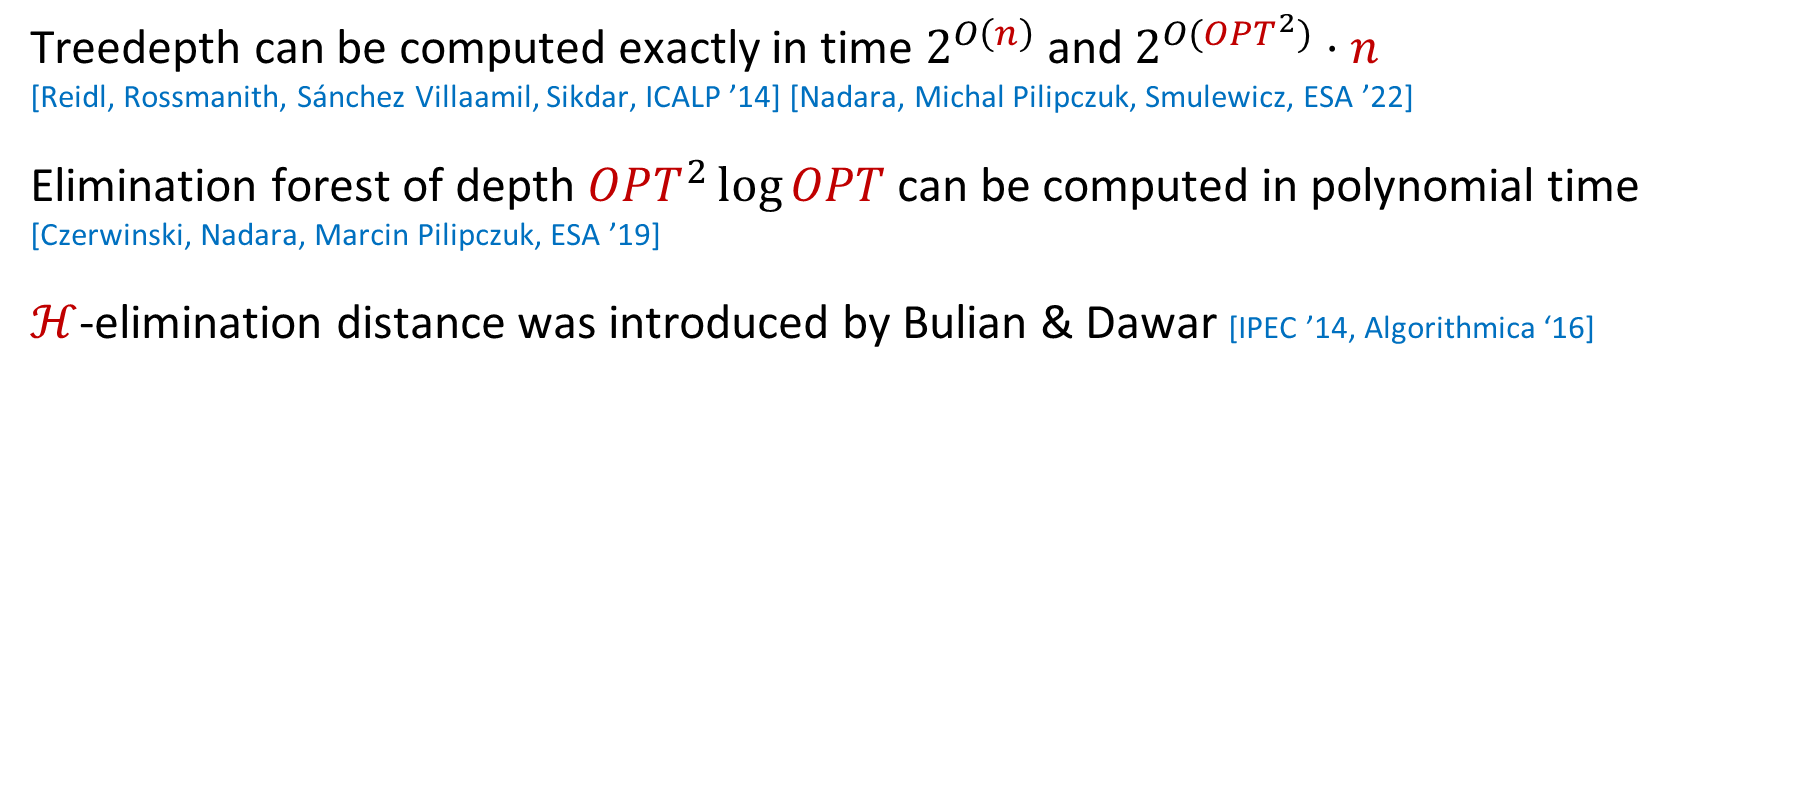 Treedepth can be computed exactly in time $2^{O(n)}$ and $2^{O(OPT^2)} \cdot n$
[Reidl, Rossmanith, Sánchez Villaamil, Sikdar, ICALP ’14] [Nadara, Michal Pilipczuk, Smulewicz, ESA ’22]
Elimination forest of depth $OPT^2 \log OPT$ can be computed in polynomial time
[Czerwinski, Nadara, Marcin Pilipczuk, ESA ’19]
$\mathcal{H}$-elimination distance was introduced by Bulian & Dawar [IPEC ’14, Algorithmica ‘16]